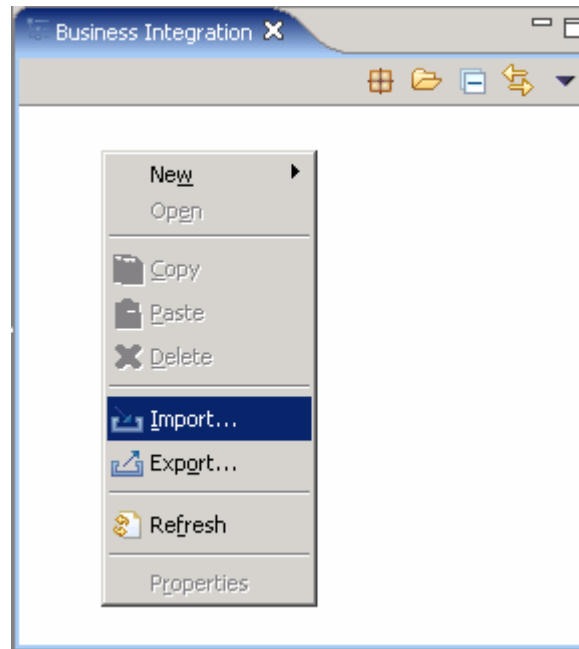 Business Integration
New
Open
Copy
Paste
Delete
Import...
Export...
Refresh
Properties